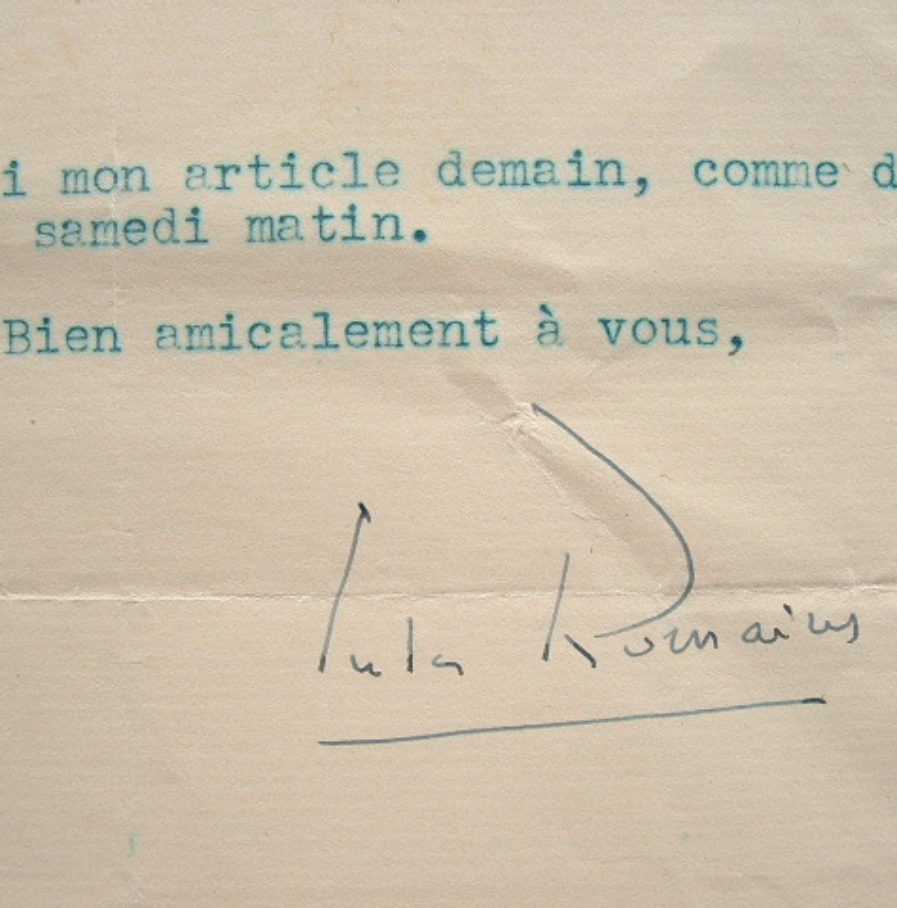 i mon article demain, comme d
samedi matin.
Bien amicalement à vous,
Jules Romains